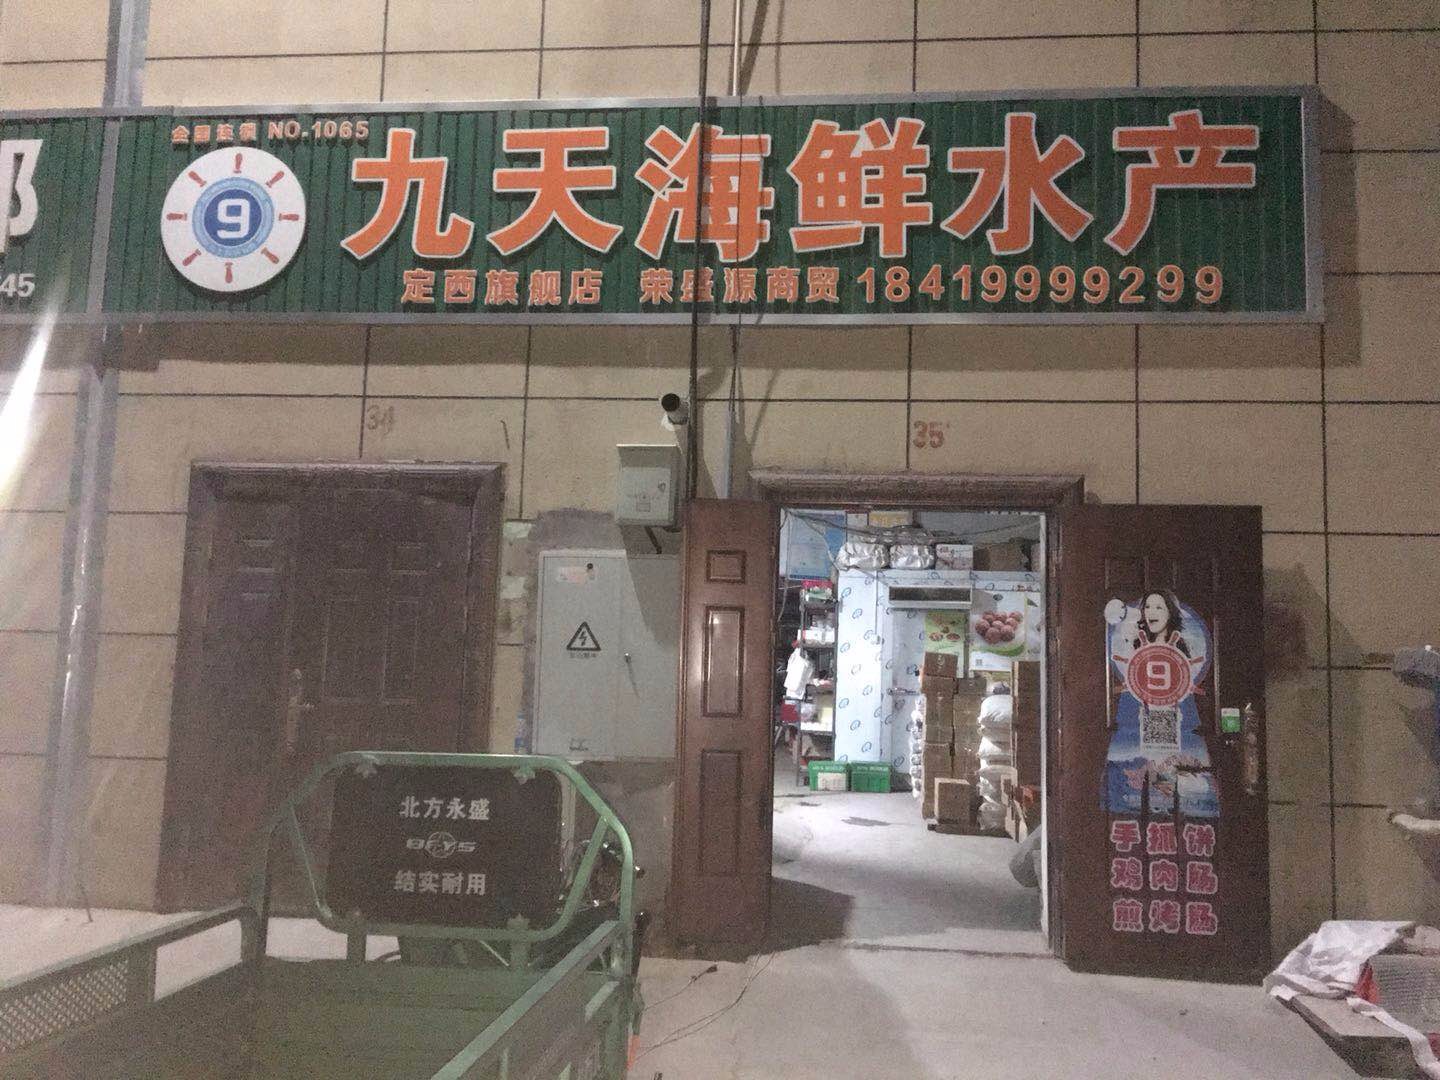 全国连锁 NO.1065
九天海鲜水产
9
定西旗舰店 荣盛源商贸 18419999299
45
34
35
北方永盛
BFYS
结实耐用
9
手抓饼
鸡肉肠
煎烤肠